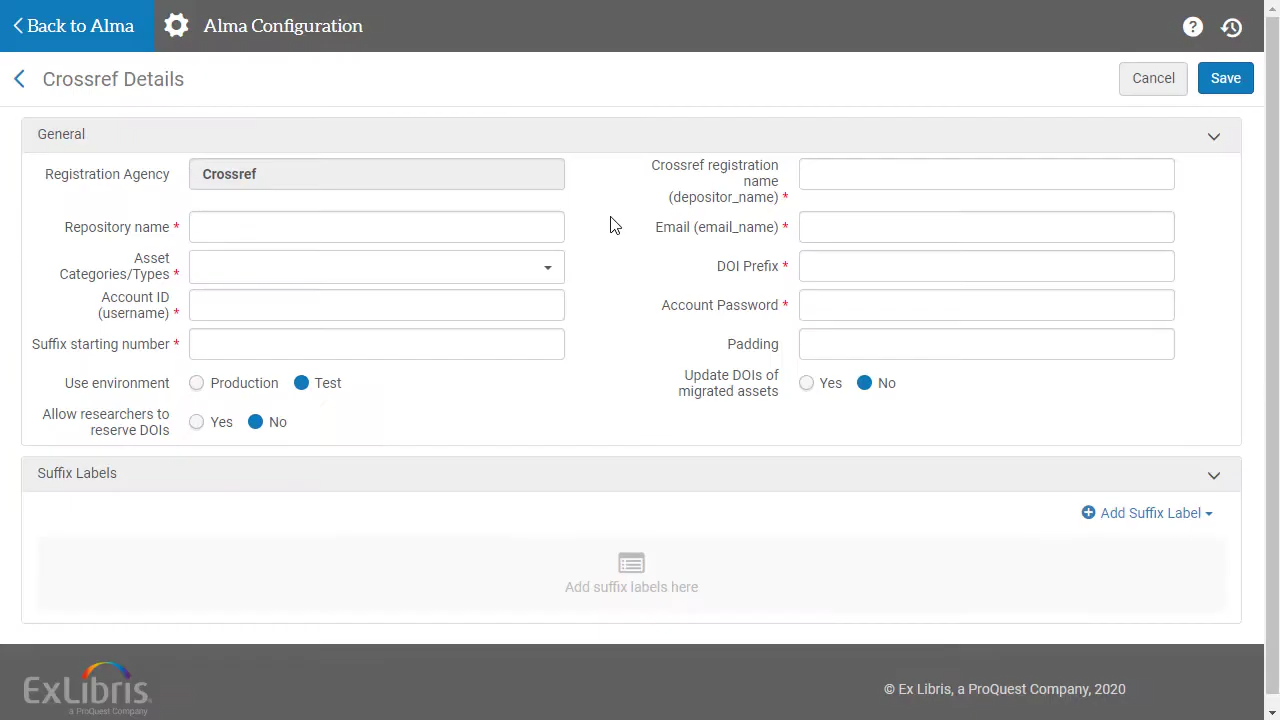 Back to Alma
Alma Configuration
?
Crossref Details
Cancel
Save
General
Registration Agency
Crossref
Crossref registration
name
(depositor_name) *
Repository name *
Email (email_name) *
Asset
Categories/Types *
DOI Prefix *
Account ID
(username) *
Account Password *
Suffix starting number *
Padding
Use environment
Production
Test
Update DOIs of
migrated assets
Yes
No
Allow researchers to
reserve DOIs
Yes
No
Suffix Labels
Add Suffix Label
Add suffix labels here
ExLibris
a ProQuest Company
© Ex Libris, a ProQuest Company, 2020